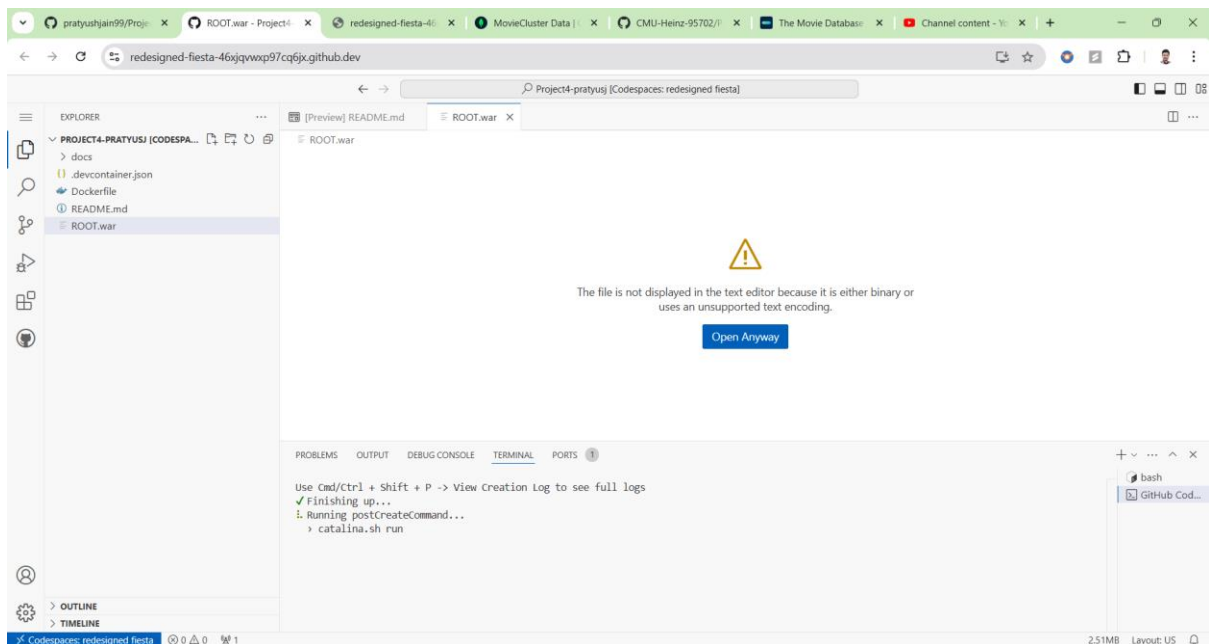 pratyushjain99/Proje
ROOT.war - Project4-
redesigned-fiesta-46
MovieCluster Data |
CMU-Heinz-95702/
The Movie Database
Channel content - Yo
redesigned-fiesta-46xjqvwxp97cq6jx.github.dev
Project4-pratyusj [Codespaces: redesigned fiesta]
EXPLORER
[Preview] README.md
ROOT.war
PROJECT4-PRATYUSJ [CODESPA...
ROOT.war
docs
.devcontainer.json
Dockerfile
README.md
ROOT.war
The file is not displayed in the text editor because it is either binary or
uses an unsupported text encoding.
Open Anyway
PROBLEMS OUTPUT DEBUG CONSOLE TERMINAL PORTS 1
bash
GitHub Cod...
Use Cmd/Ctrl + Shift + P -> View Creation Log to see full logs
✓ Finishing up...
Running postCreateCommand...
› catalina.sh run
OUTLINE
TIMELINE
Codespaces: redesigned fiesta 0 0 1 2.51MB Layout: US